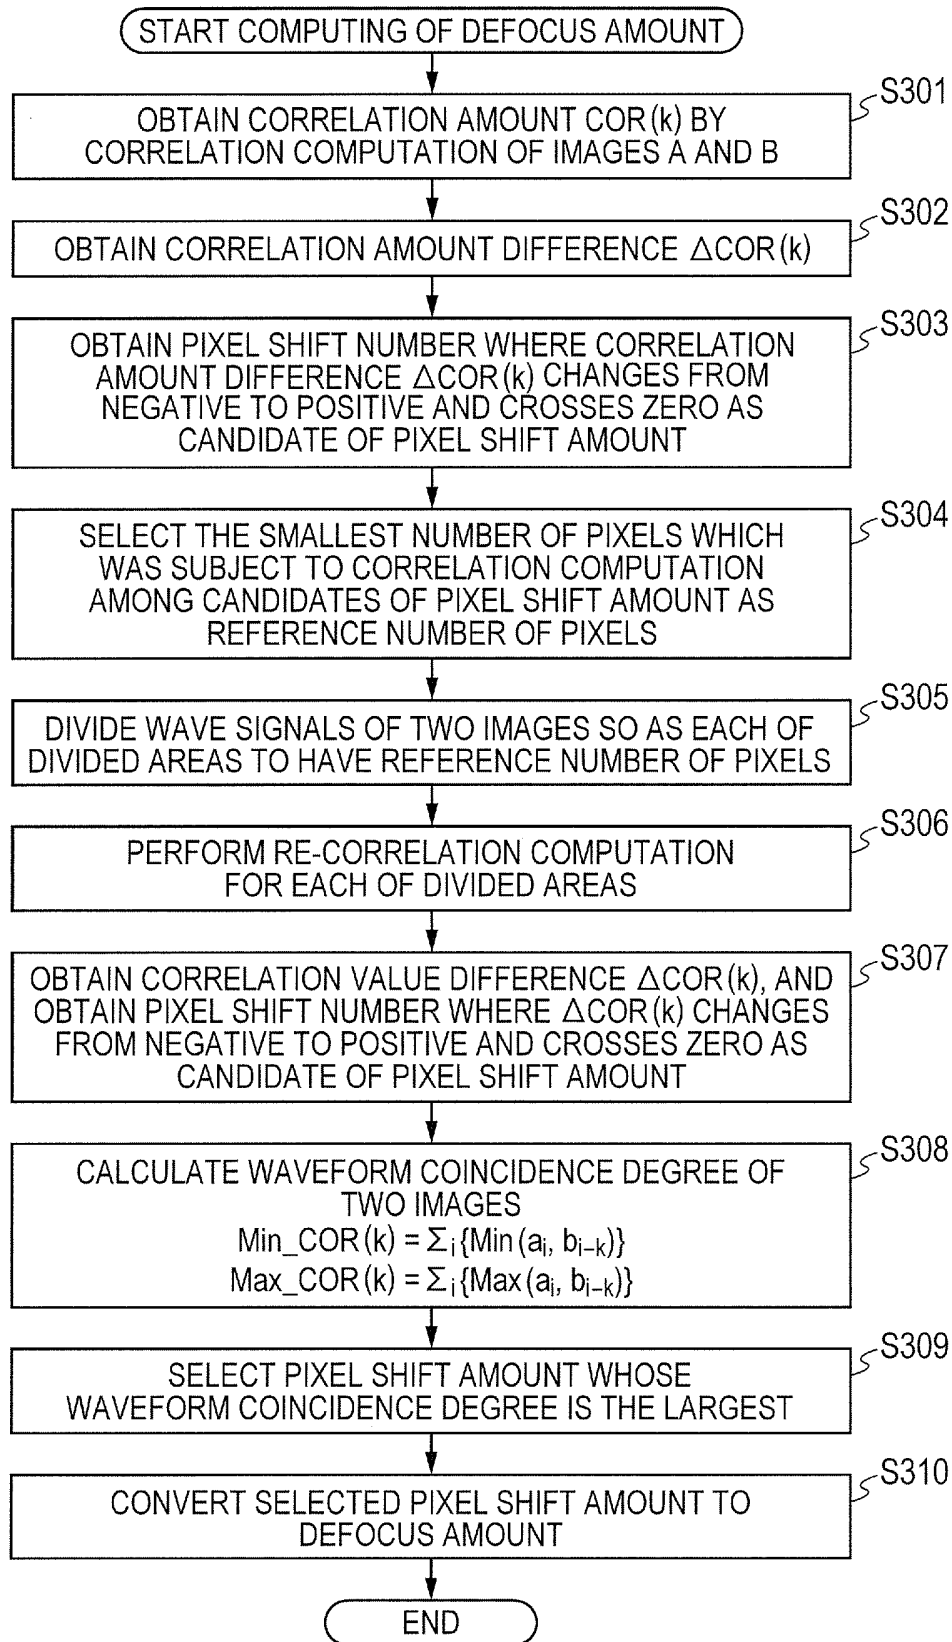 START COMPUTING OF DEFOCUS AMOUNT
S301
OBTAIN CORRELATION AMOUNT COR(k) BY
CORRELATION COMPUTATION OF IMAGES A AND B
S302
OBTAIN CORRELATION AMOUNT DIFFERENCE △COR(k)
S303
OBTAIN PIXEL SHIFT NUMBER WHERE CORRELATION
AMOUNT DIFFERENCE △COR(k) CHANGES FROM
NEGATIVE TO POSITIVE AND CROSSES ZERO AS
CANDIDATE OF PIXEL SHIFT AMOUNT
S304
SELECT THE SMALLEST NUMBER OF PIXELS WHICH
WAS SUBJECT TO CORRELATION COMPUTATION
AMONG CANDIDATES OF PIXEL SHIFT AMOUNT AS
REFERENCE NUMBER OF PIXELS
S305
DIVIDE WAVE SIGNALS OF TWO IMAGES SO AS EACH OF
DIVIDED AREAS TO HAVE REFERENCE NUMBER OF PIXELS
S306
PERFORM RE-CORRELATION COMPUTATION
FOR EACH OF DIVIDED AREAS
S307
OBTAIN CORRELATION VALUE DIFFERENCE △COR(k), AND
OBTAIN PIXEL SHIFT NUMBER WHERE △COR(k) CHANGES
FROM NEGATIVE TO POSITIVE AND CROSSES ZERO AS
CANDIDATE OF PIXEL SHIFT AMOUNT
S308
CALCULATE WAVEFORM COINCIDENCE DEGREE OF
TWO IMAGES
Min_COR(k) = Σᵢ{Min(aᵢ, bᵢ₋ₖ)}
Max_COR(k) = Σᵢ{Max(aᵢ, bᵢ₋ₖ)}
S309
SELECT PIXEL SHIFT AMOUNT WHOSE
WAVEFORM COINCIDENCE DEGREE IS THE LARGEST
S310
CONVERT SELECTED PIXEL SHIFT AMOUNT TO
DEFOCUS AMOUNT
END